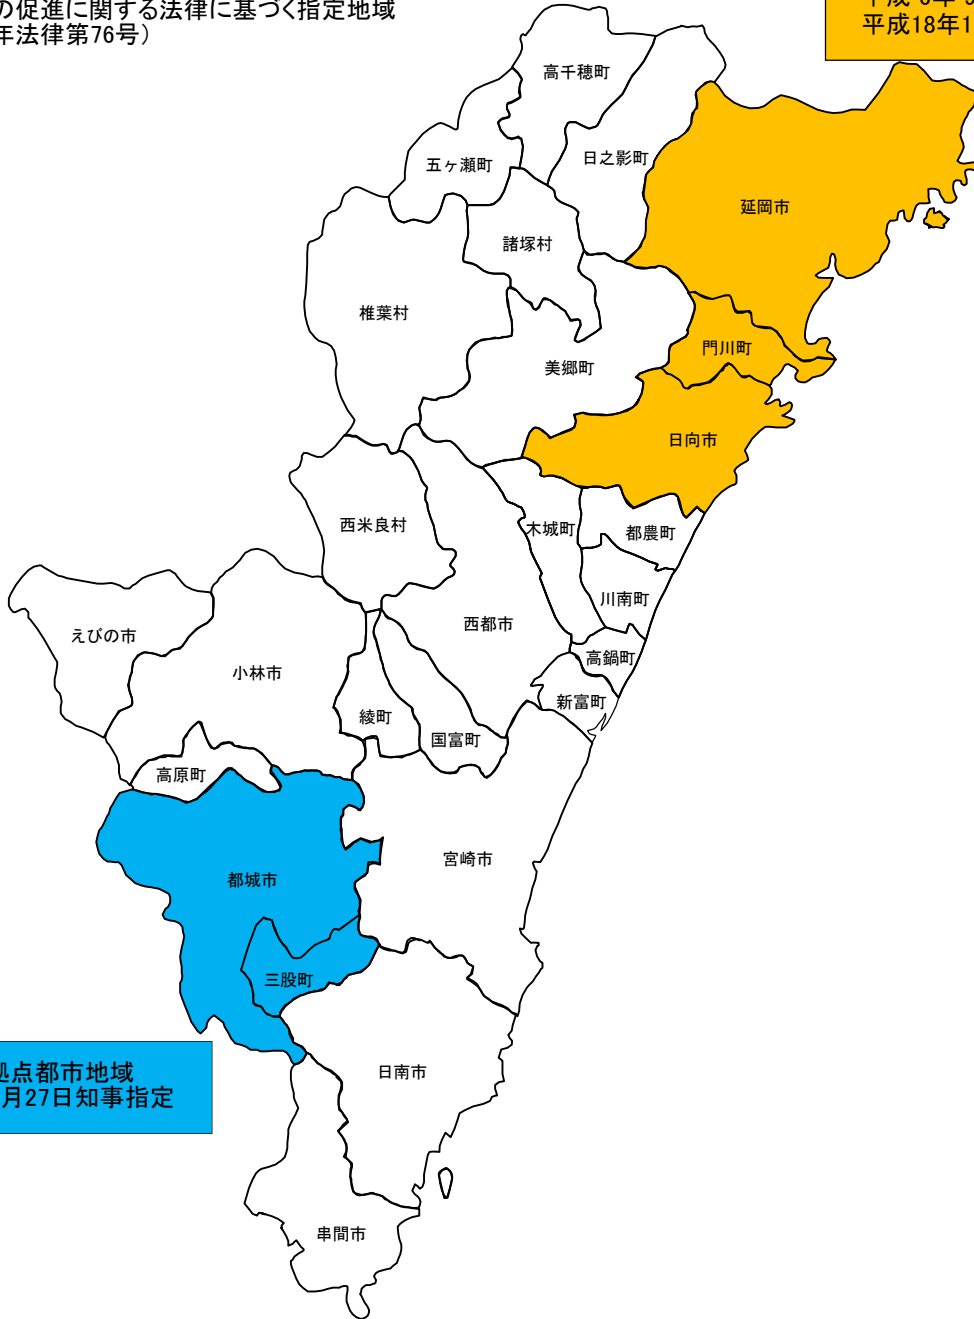 の促進に関する法律に基づく指定地域
年法律第76号）
平成18年1
高千穂町
日之影町
五ヶ瀬町
延岡市
諸塚村
椎葉村
門川町
美郷町
日向市
西米良村
木城町
都農町
川南町
西都市
えびの市
高鍋町
小林市
新富町
綾町
国富町
高原町
宮崎市
都城市
三股町
日南市
拠点都市地域
月27日知事指定
串間市